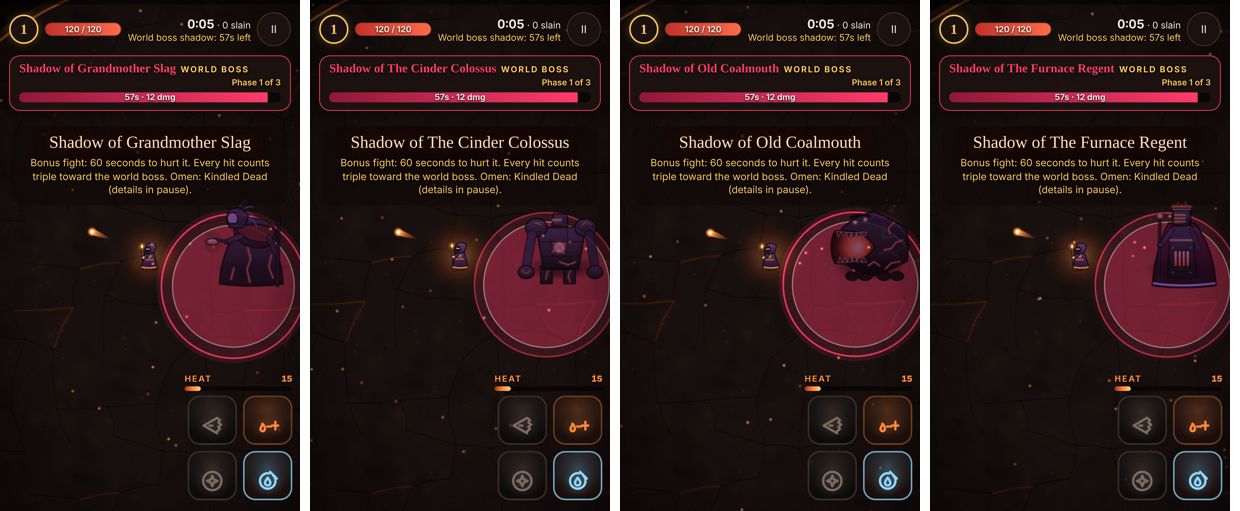 1
120 / 120
0:05 · 0 slain
World boss shadow: 57s left
Shadow of Grandmother Slag WORLD BOSS
Phase 1 of 3
57s · 12 dmg
Shadow of Grandmother Slag
Bonus fight: 60 seconds to hurt it. Every hit counts
triple toward the world boss. Omen: Kindled Dead
(details in pause).
HEAT 15
1
120 / 120
0:05 · 0 slain
World boss shadow: 57s left
Shadow of The Cinder Colossus WORLD BOSS
Phase 1 of 3
57s · 12 dmg
Shadow of The Cinder Colossus
Bonus fight: 60 seconds to hurt it. Every hit counts
triple toward the world boss. Omen: Kindled Dead
(details in pause).
HEAT 15
1
120 / 120
0:05 · 0 slain
World boss shadow: 57s left
Shadow of Old Coalmouth WORLD BOSS
Phase 1 of 3
57s · 12 dmg
Shadow of Old Coalmouth
Bonus fight: 60 seconds to hurt it. Every hit counts
triple toward the world boss. Omen: Kindled Dead
(details in pause).
HEAT 15
1
120 / 120
0:05 · 0 slain
World boss shadow: 57s left
Shadow of The Furnace Regent WORLD BOSS
Phase 1 of 3
57s · 12 dmg
Shadow of The Furnace Regent
Bonus fight: 60 seconds to hurt it. Every hit counts
triple toward the world boss. Omen: Kindled Dead
(details in pause).
HEAT 15